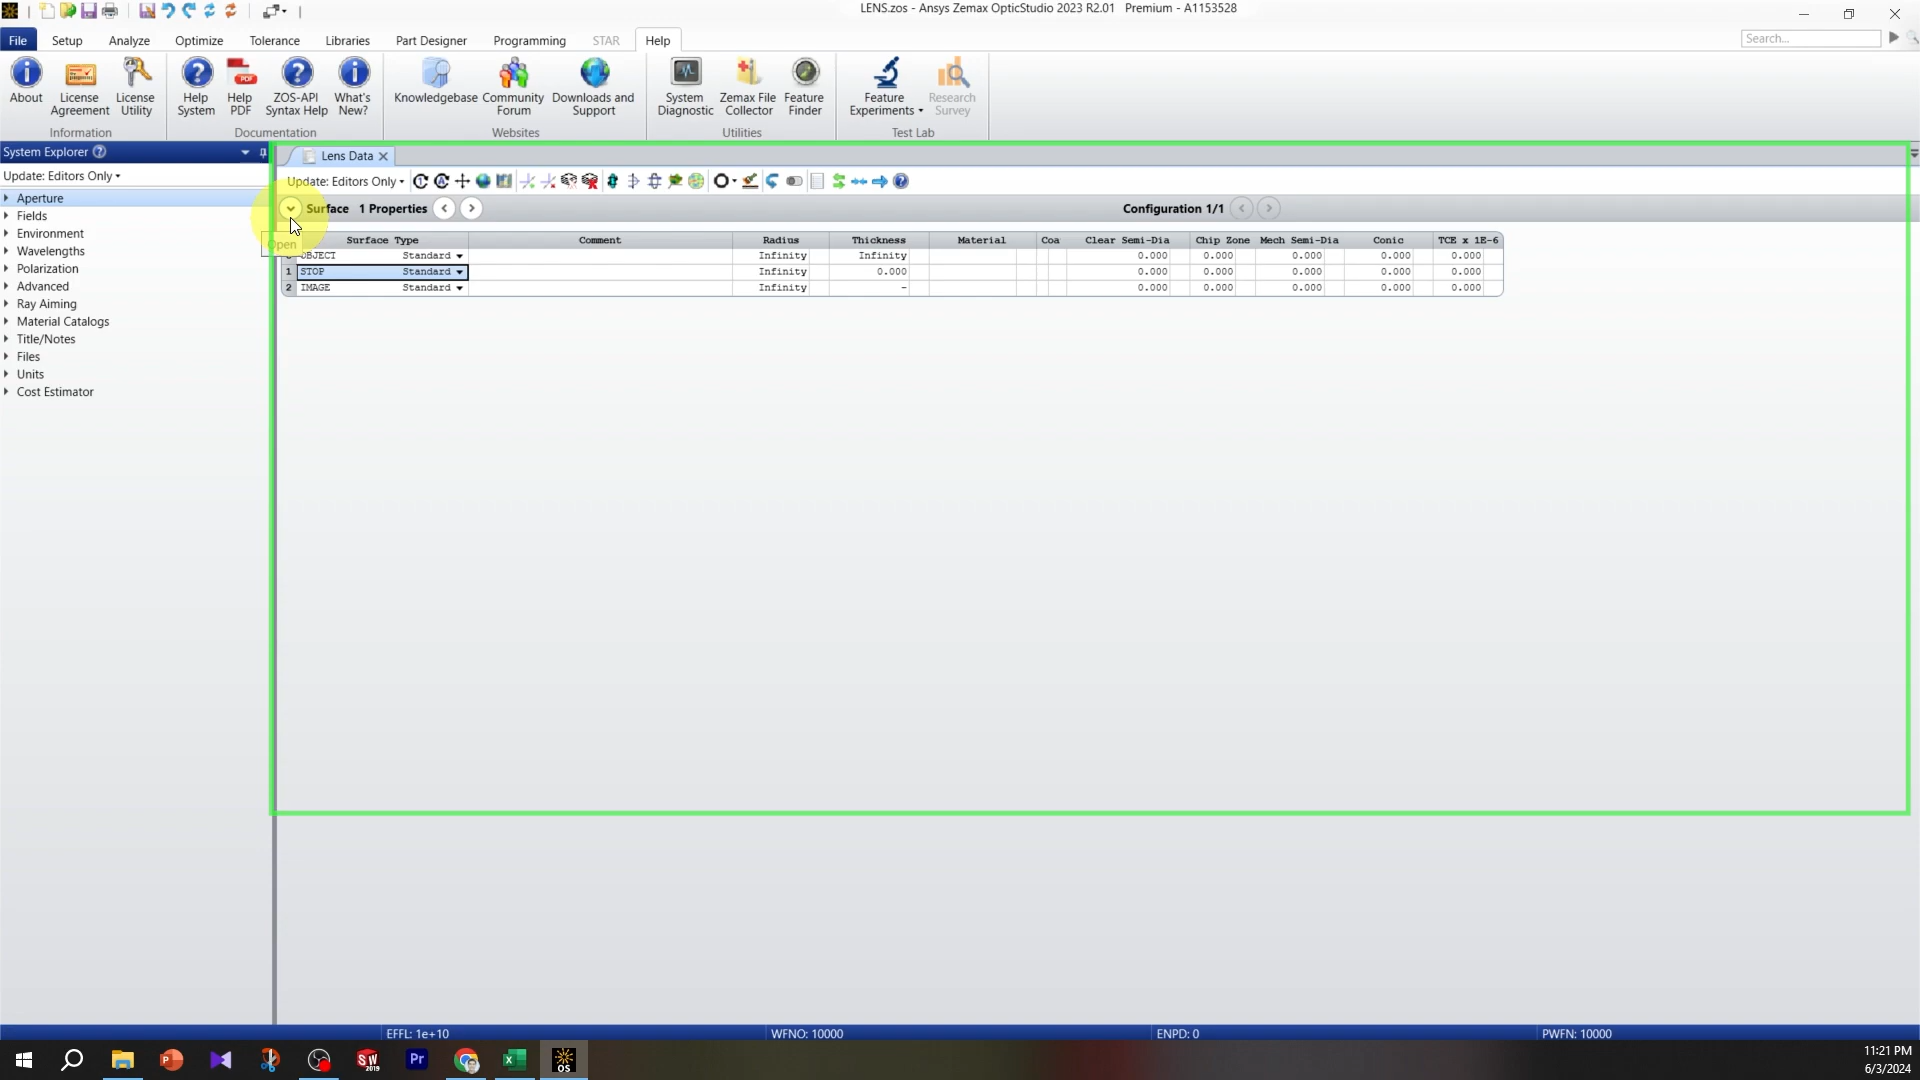 LENS.zos - Ansys Zemax OpticStudio 2023 R2.01 Premium - A1153528
File Setup Analyze Optimize Tolerance Libraries Part Designer Programming STAR Help
Search...
About License Agreement License Utility
Help System Help PDF ZOS-API Syntax Help What's New?
Knowledgebase Community Forum Downloads and Support
System Diagnostic Zemax File Collector Feature Finder
Feature Experiments Research Survey
Information Documentation Websites Utilities Test Lab
System Explorer
Update: Editors Only
Aperture
Fields
Environment
Wavelengths
Polarization
Advanced
Ray Aiming
Material Catalogs
Title/Notes
Files
Units
Cost Estimator
Lens Data
Update: Editors Only
Surface 1 Properties Configuration 1/1
Open
Surface Type Comment Radius Thickness Material Coa Clear Semi-Dia Chip Zone Mech Semi-Dia Conic TCE x 1E-6
0 OBJECT Standard Infinity Infinity 0.000 0.000 0.000 0.000 0.000
1 STOP Standard Infinity 0.000 0.000 0.000 0.000 0.000 0.000
2 IMAGE Standard Infinity - 0.000 0.000 0.000 0.000 0.000
EFFL: 1e+10 WFNO: 10000 ENPD: 0 PWFN: 10000
SW 2019 Pr OS
11:21 PM
6/3/2024